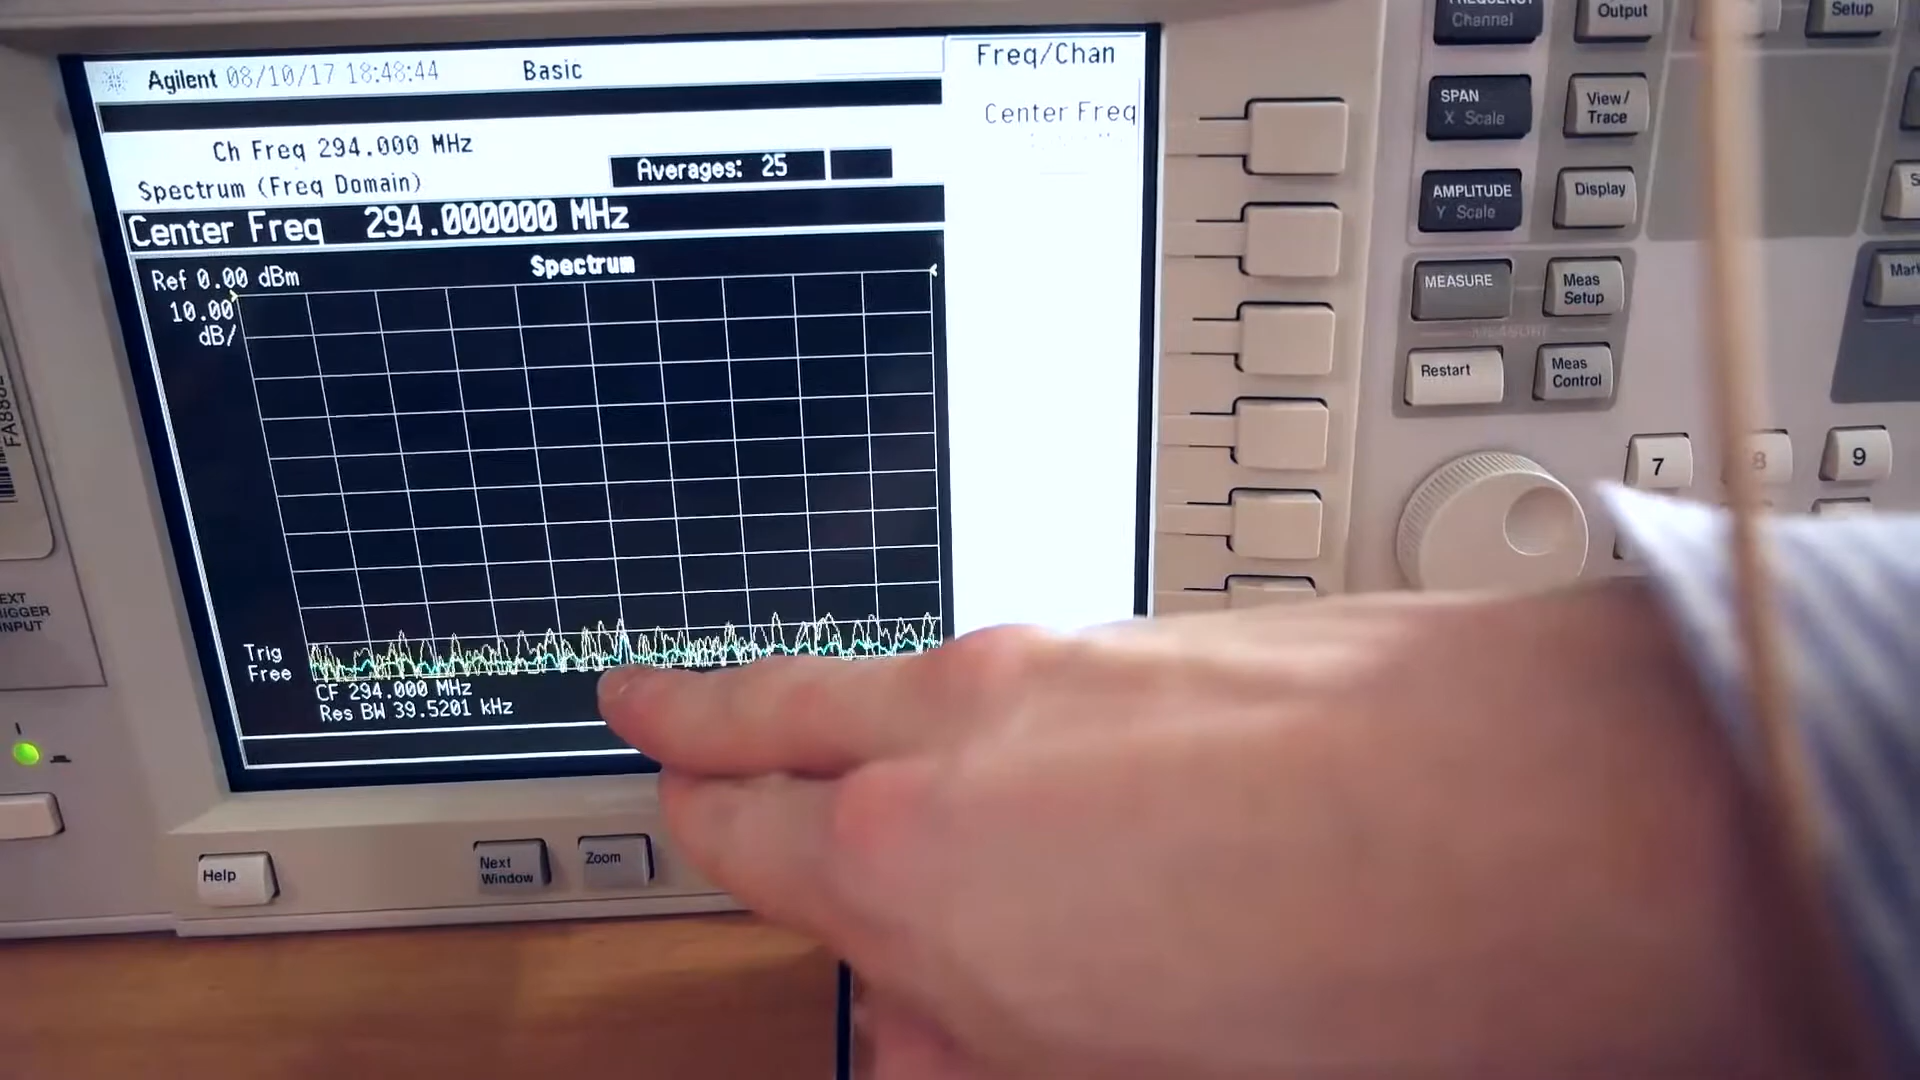 Agilent 08/10/17 18:48:44 Basic
Freq/Chan
Ch Freq 294.000 MHz
Center Freq
Spectrum (Freq Domain)
Averages: 25
Center Freq 294.000000 MHz
Ref 0.00 dBm
Spectrum
10.00
dB/
Trig
Free
CF 294.000 MHz
Res BW 39.5201 kHz
Help
Next
Window
Zoom
EXT
TRIGGER
INPUT
FREQUENCY
Channel
Output
Setup
SPAN
X Scale
View/
Trace
AMPLITUDE
Y Scale
Display
MEASURE
Meas
Setup
Restart
Meas
Control
7
8
9